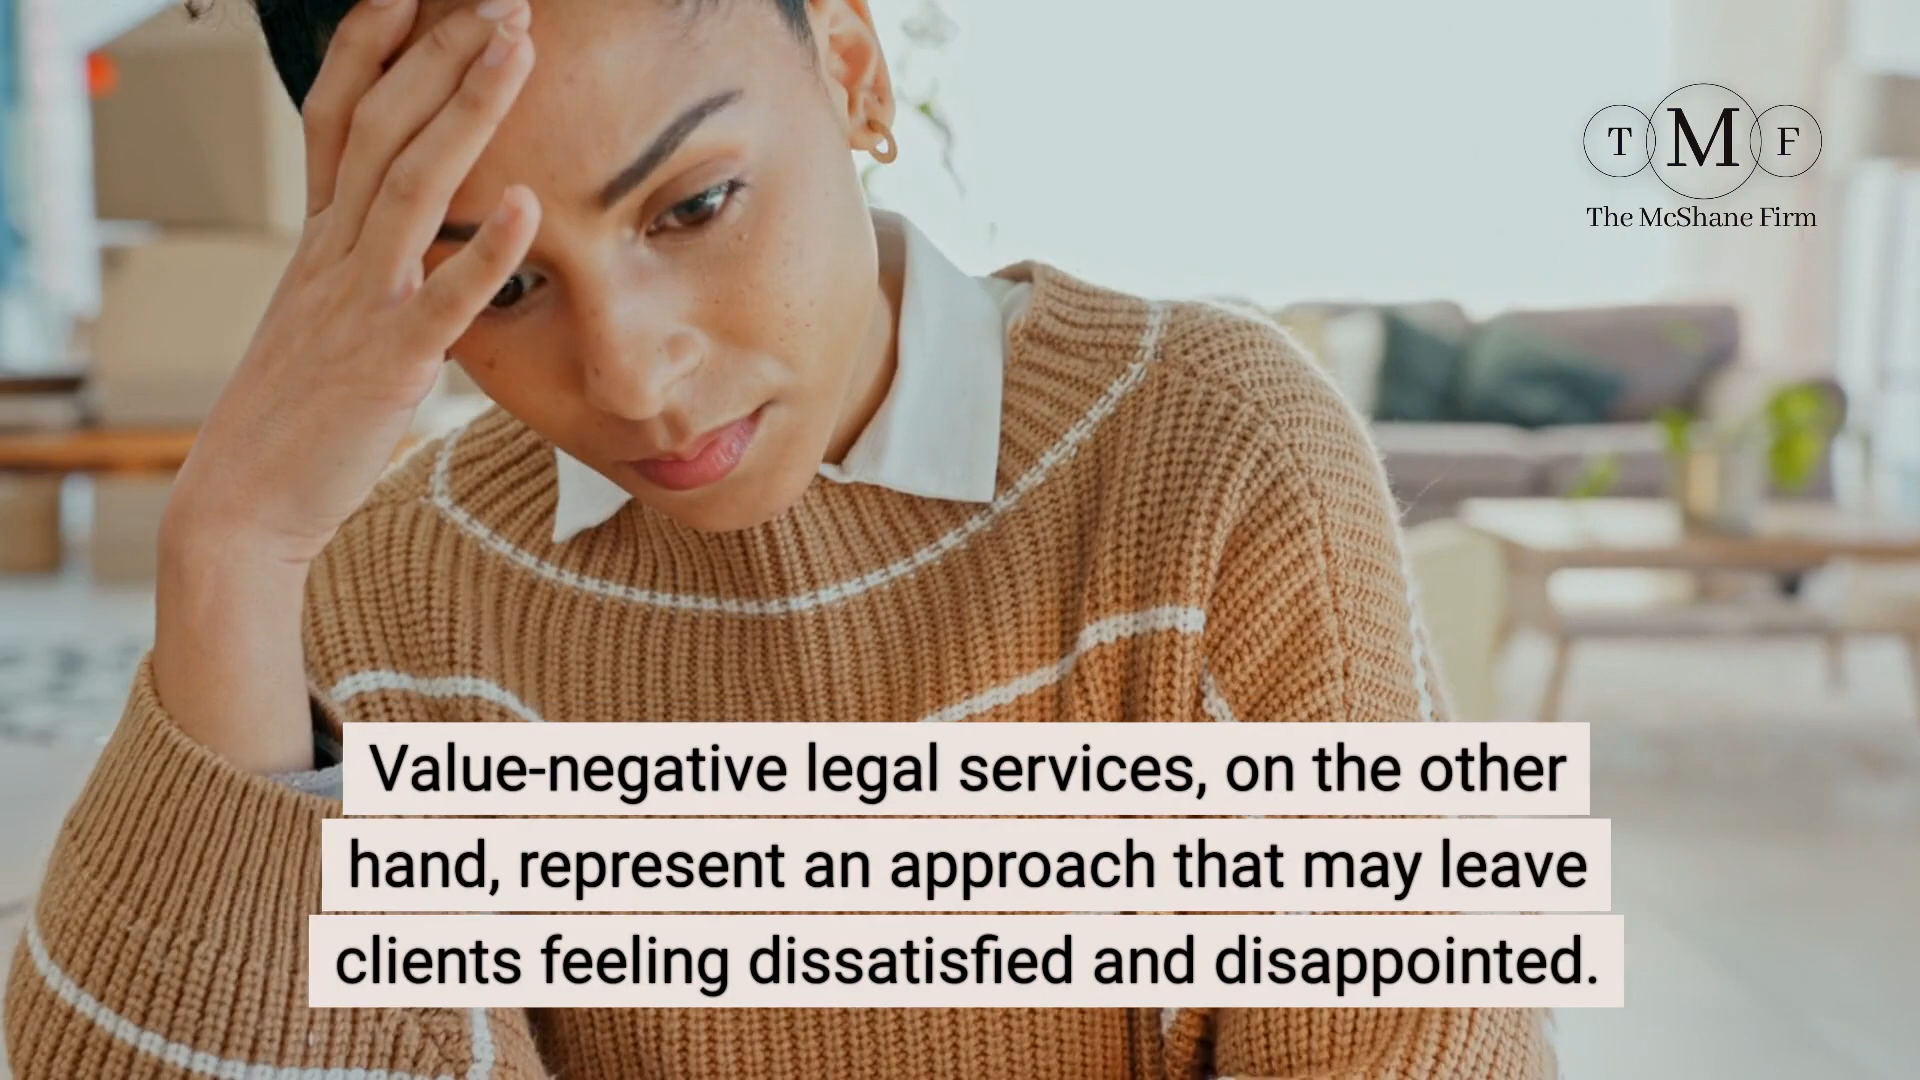 T M F
The McShane Firm
Value-negative legal services, on the other
hand, represent an approach that may leave
clients feeling dissatisfied and disappointed.